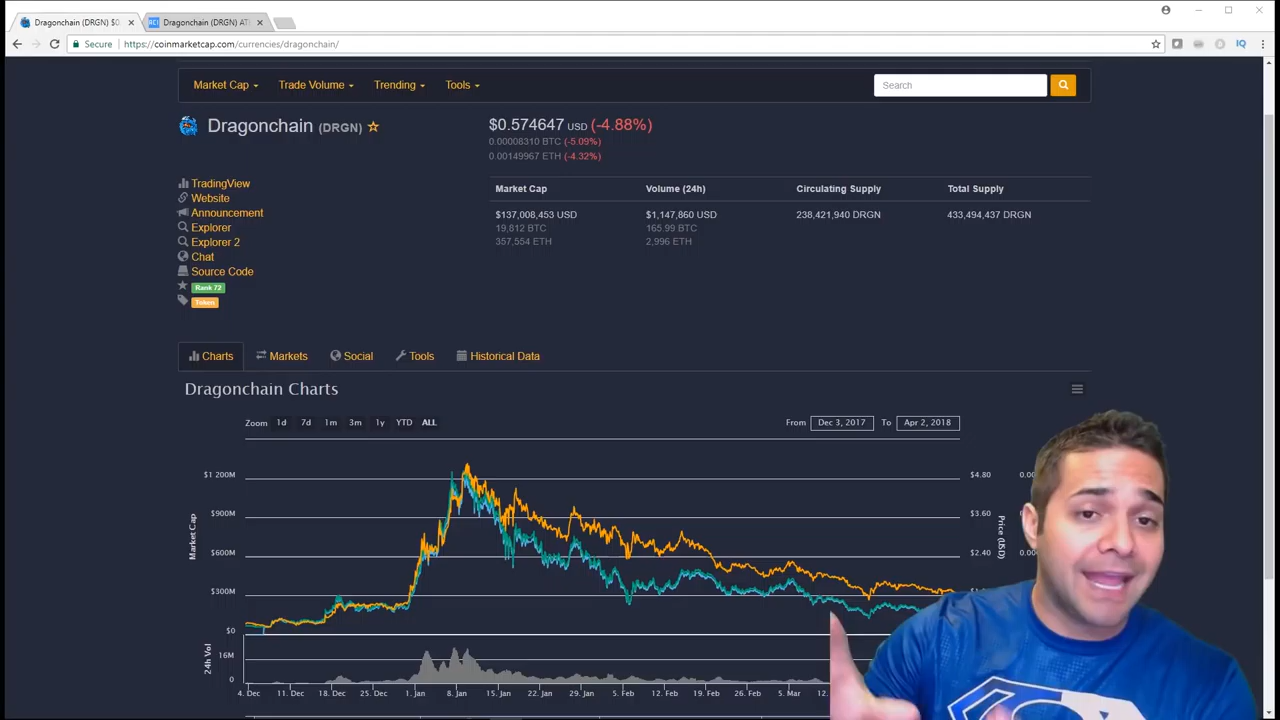 Dragonchain (DRGN) $0
Dragonchain (DRGN) AT
Secure
https://coinmarketcap.com/currencies/dragonchain/
Market Cap
Trade Volume
Trending
Tools
Search
Dragonchain (DRGN)
$0.574647 USD (-4.88%)
0.00008310 BTC (-5.09%)
0.00149967 ETH (-4.32%)
TradingView
Website
Announcement
Explorer
Explorer 2
Chat
Source Code
Rank 72
Token
Market Cap Volume (24h) Circulating Supply Total Supply
$137,008,453 USD $1,147,860 USD 238,421,940 DRGN 433,494,437 DRGN
19,812 BTC 165.99 BTC
357,554 ETH 2,996 ETH
Charts Markets Social Tools Historical Data
Dragonchain Charts
Zoom 1d 7d 1m 3m 1y YTD ALL
From Dec 3, 2017 To Apr 2, 2018
$1 200M $4.80
$900M $3.60
$600M $2.40
$300M
$0
Market Cap
Price (USD)
24h Vol
16M
0
4. Dec 11. Dec 18. Dec 25. Dec 1. Jan 8. Jan 15. Jan 22. Jan 29. Jan 5. Feb 12. Feb 19. Feb 26. Feb 5. Mar